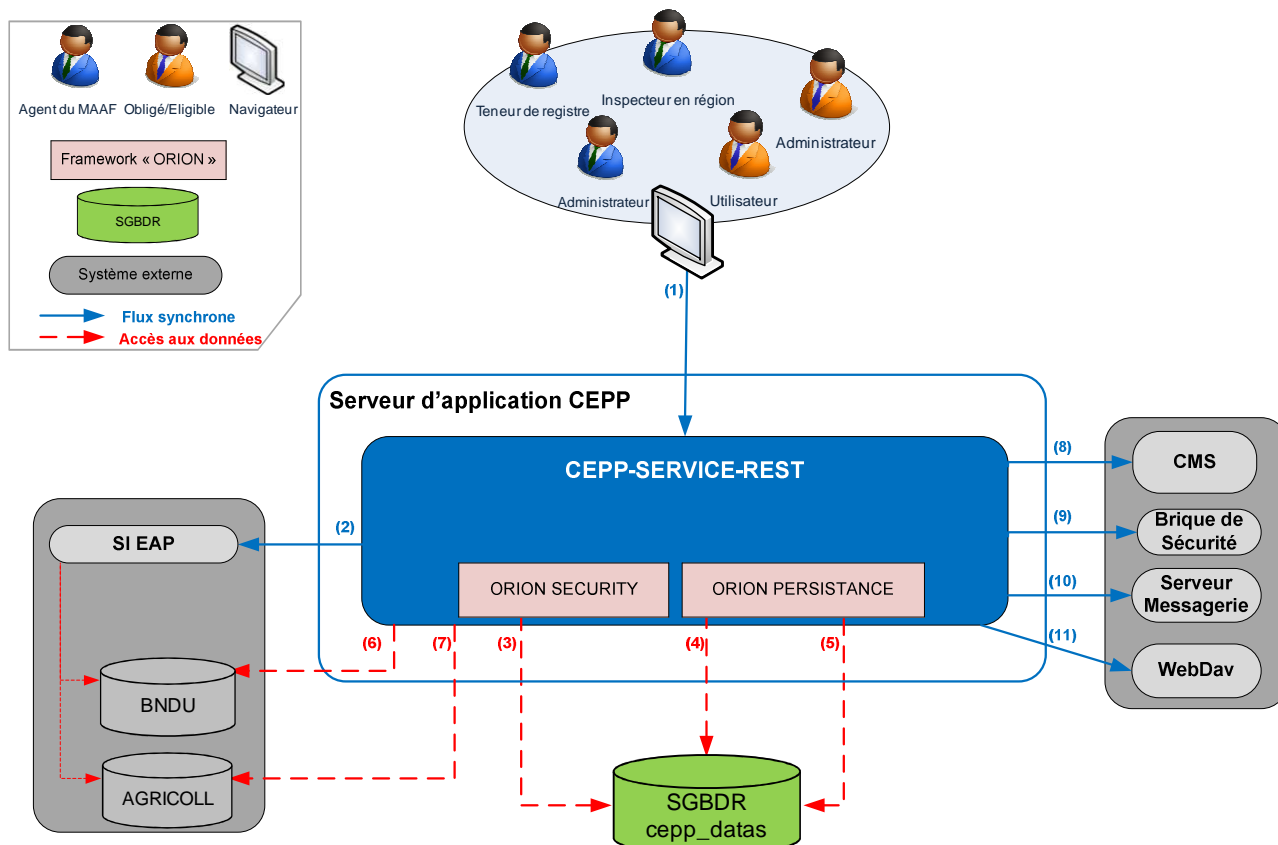 Agent du MAAF
Obligé/Eligible
Navigateur
Framework « ORION »
SGBDR
Système externe
Flux synchrone
Accès aux données
Teneur de registre
Inspecteur en région
Administrateur
Administrateur
Utilisateur
(1)
Serveur d'application CEPP
CEPP-SERVICE-REST
ORION SECURITY
ORION PERSISTANCE
(2)
SI EAP
BNDU
AGRICOLL
(6)
(7)
(3)
(4)
(5)
SGBDR
cepp_datas
(8)
CMS
(9)
Brique de
Sécurité
(10)
Serveur
Messagerie
(11)
WebDav